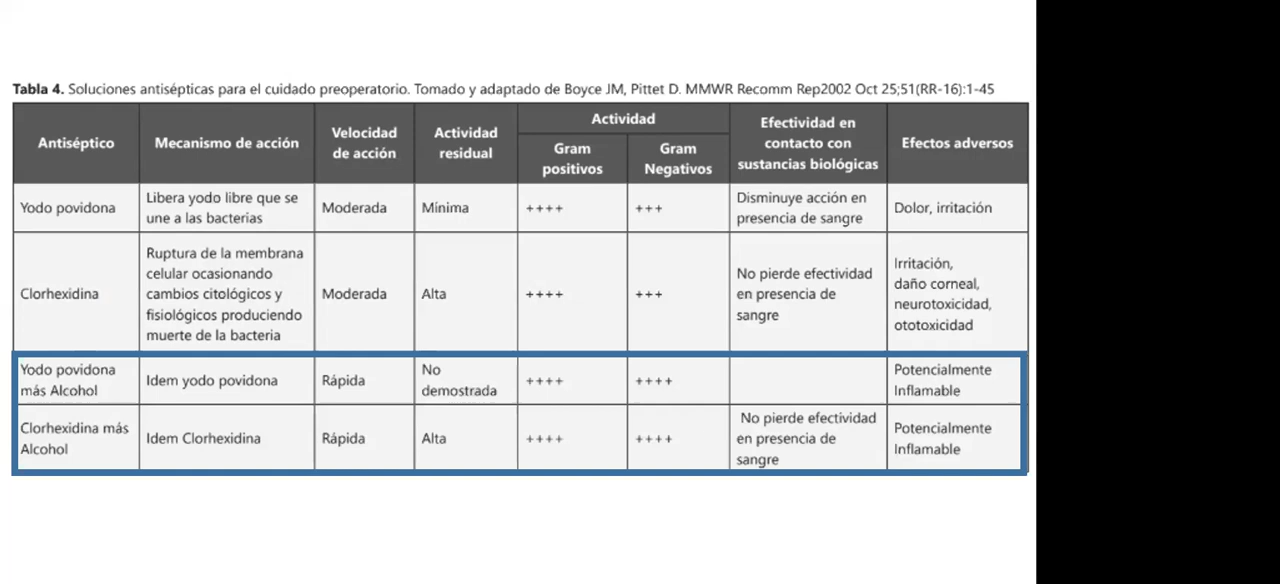 Tabla 4. Soluciones antisépticas para el cuidado preoperatorio. Tomado y adaptado de Boyce JM, Pittet D. MMWR Recomm Rep2002 Oct 25;51(RR-16):1-45
Antiséptico
Mecanismo de acción
Velocidad
de acción
Actividad
residual
Actividad
Gram
positivos
Gram
Negativos
Efectividad en
contacto con
sustancias biológicas
Efectos adversos
Yodo povidona
Libera yodo libre que se
une a las bacterias
Moderada
Mínima
++++
+++
Disminuye acción en
presencia de sangre
Dolor, irritación
Clorhexidina
Ruptura de la membrana
celular ocasionando
cambios citológicos y
fisiológicos produciendo
muerte de la bacteria
Moderada
Alta
++++
+++
No pierde efectividad
en presencia de
sangre
Irritación,
daño corneal,
neurotoxicidad,
ototoxicidad
Yodo povidona
más Alcohol
Idem yodo povidona
Rápida
No
demostrada
++++
++++
Potencialmente
Inflamable
Clorhexidina más
Alcohol
Idem Clorhexidina
Rápida
Alta
++++
++++
No pierde efectividad
en presencia de
sangre
Potencialmente
Inflamable